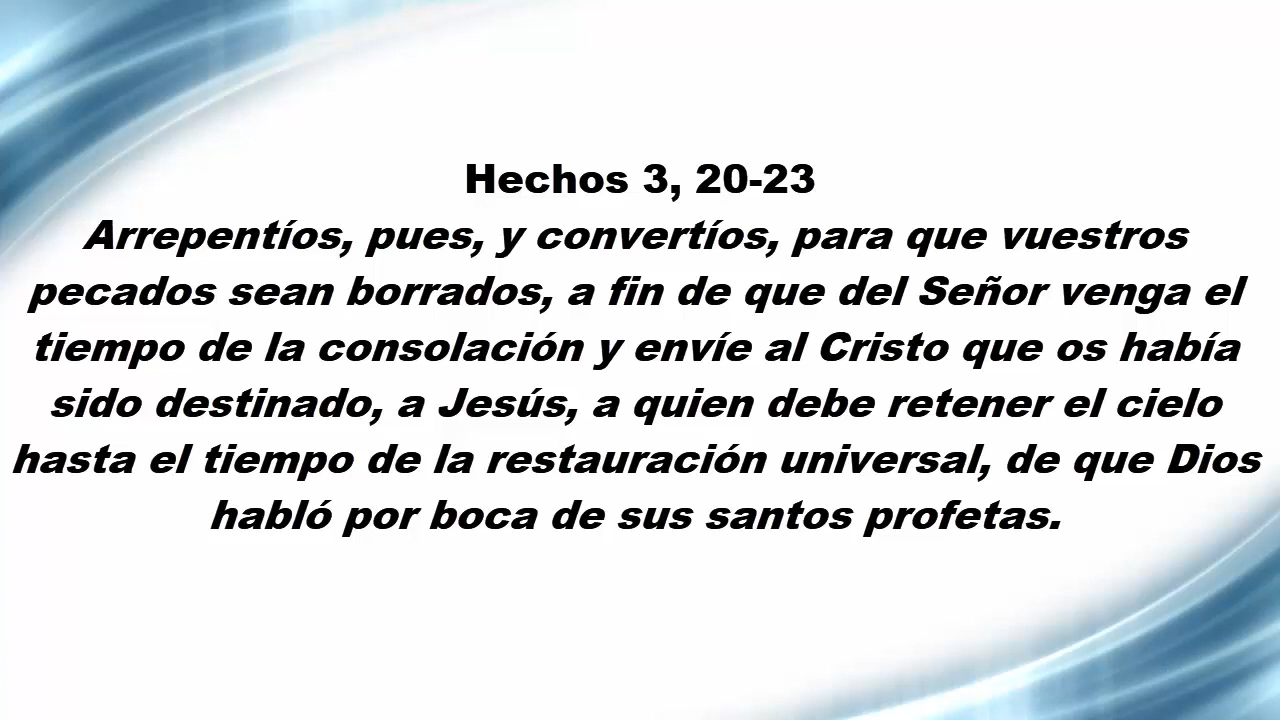 Hechos 3, 20-23
Arrepentíos, pues, y convertíos, para que vuestros
pecados sean borrados, a fin de que del Señor venga el
tiempo de la consolación y envíe al Cristo que os había
sido destinado, a Jesús, a quien debe retener el cielo
hasta el tiempo de la restauración universal, de que Dios
habló por boca de sus santos profetas.